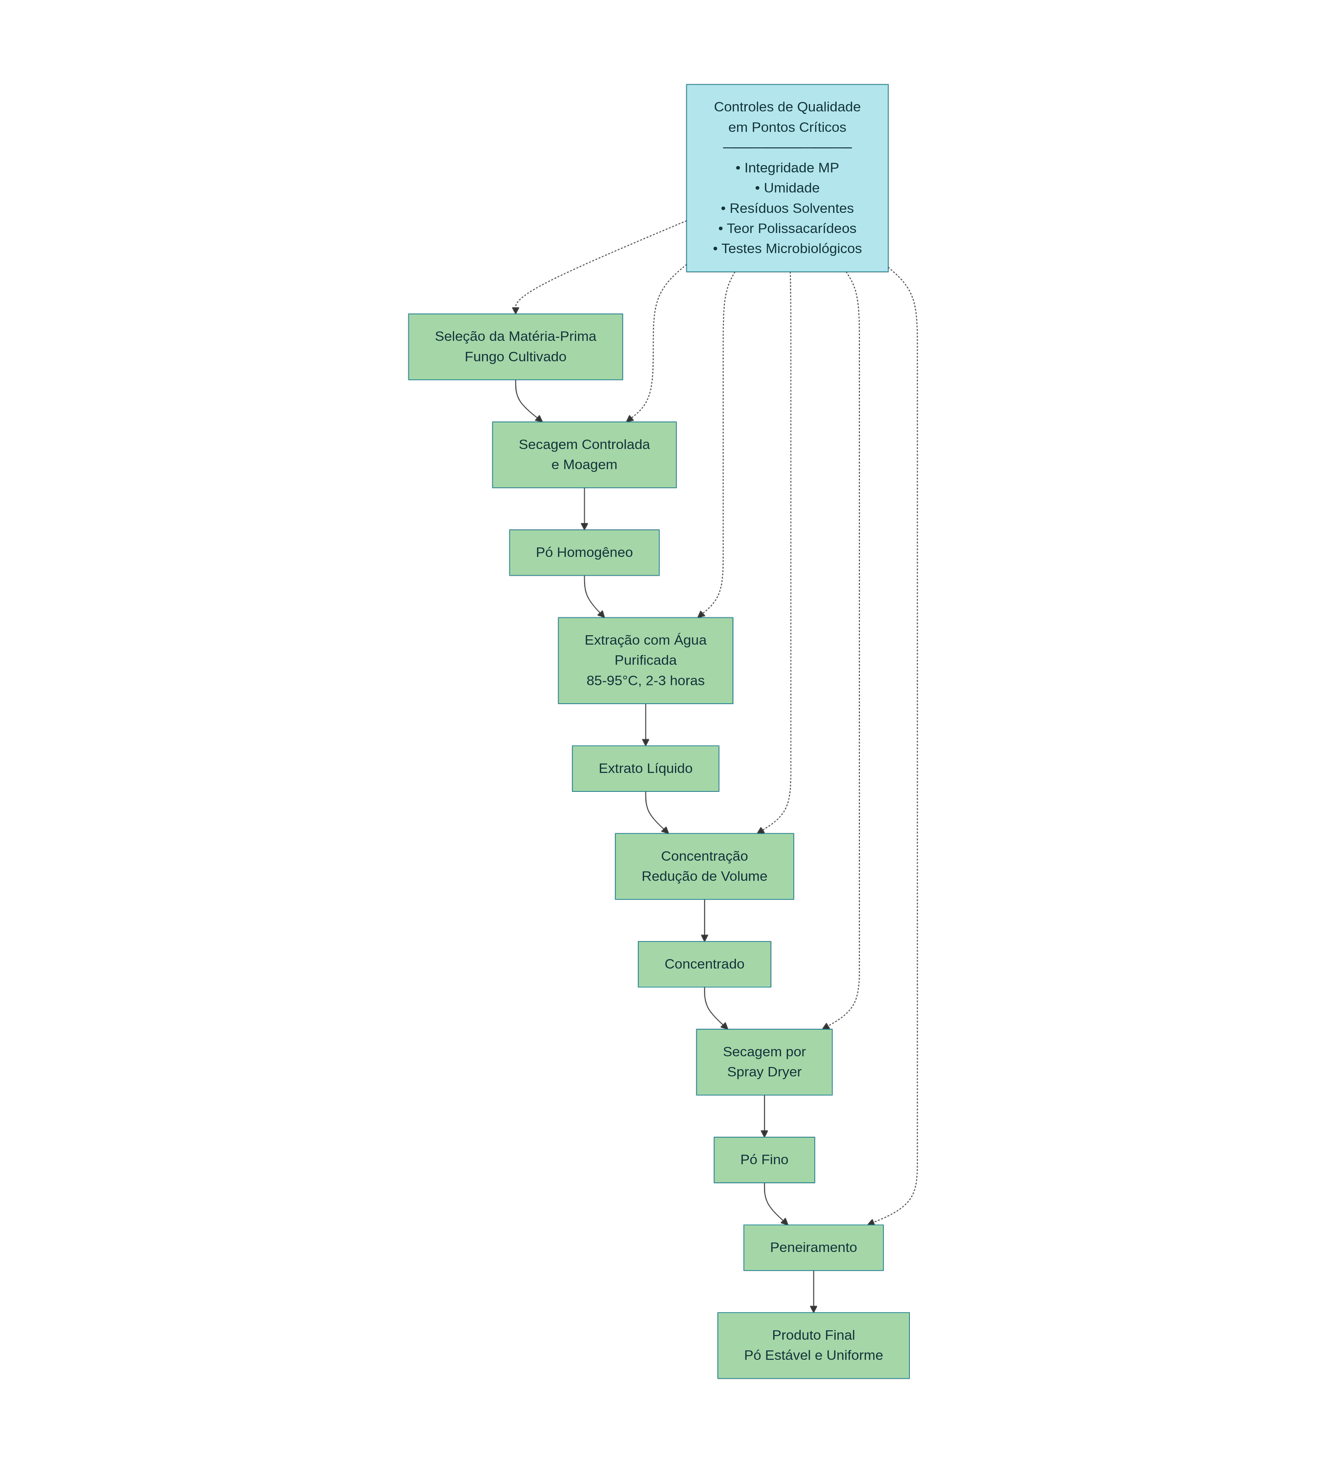 Controles de Qualidade
em Pontos Críticos
• Integridade MP
• Umidade
• Resíduos Solventes
• Teor Polissacarídeos
• Testes Microbiológicos
Seleção da Matéria-Prima
Fungo Cultivado
Secagem Controlada
e Moagem
Pó Homogêneo
Extração com Água
Purificada
85-95°C, 2-3 horas
Extrato Líquido
Concentração
Redução de Volume
Concentrado
Secagem por
Spray Dryer
Pó Fino
Peneiramento
Produto Final
Pó Estável e Uniforme